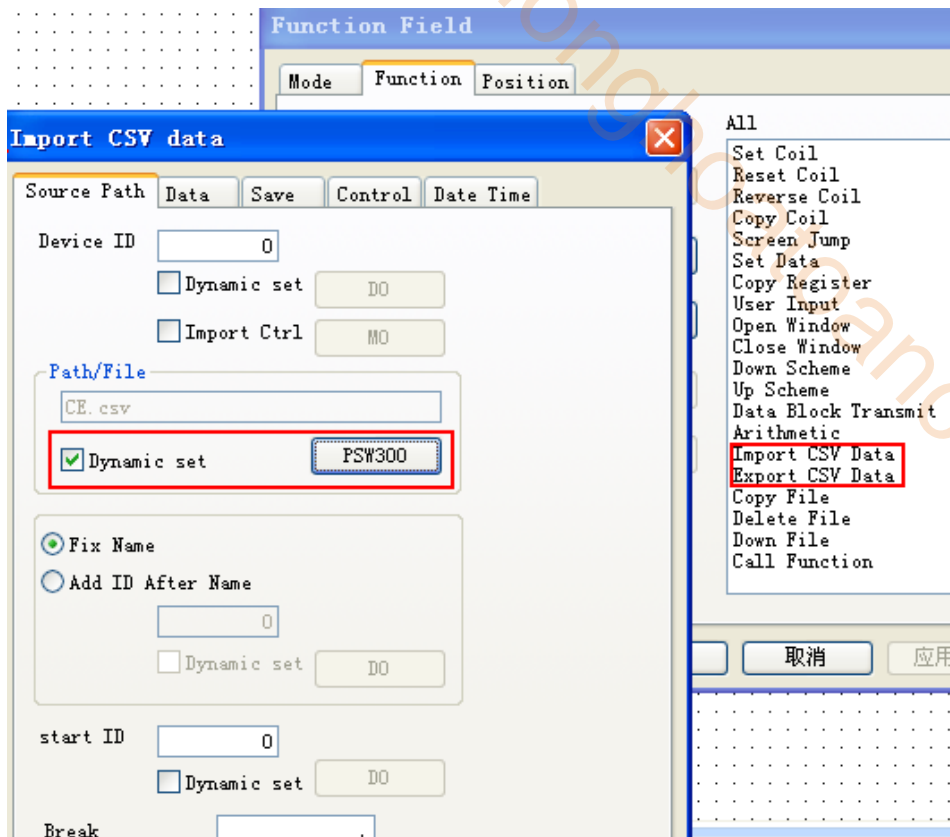 Function Field
Mode
Function
Position
All
Set Coil
Reset Coil
Reverse Coil
Copy Coil
Screen Jump
Set Data
Copy Register
User Input
Open Window
Close Window
Down Scheme
Up Scheme
Data Block Transmit
Arithmetic
Import CSV Data
Export CSV Data
Copy File
Delete File
Down File
Call Function
取消
应用
Import CSV data
Source Path
Data
Save
Control
Date Time
Device ID
0
Dynamic set
DO
Import Ctrl
MO
Path/File
CE.csv
Dynamic set
PSW300
Fix Name
Add ID After Name
0
Dynamic set
DO
start ID
0
Dynamic set
DO
Break